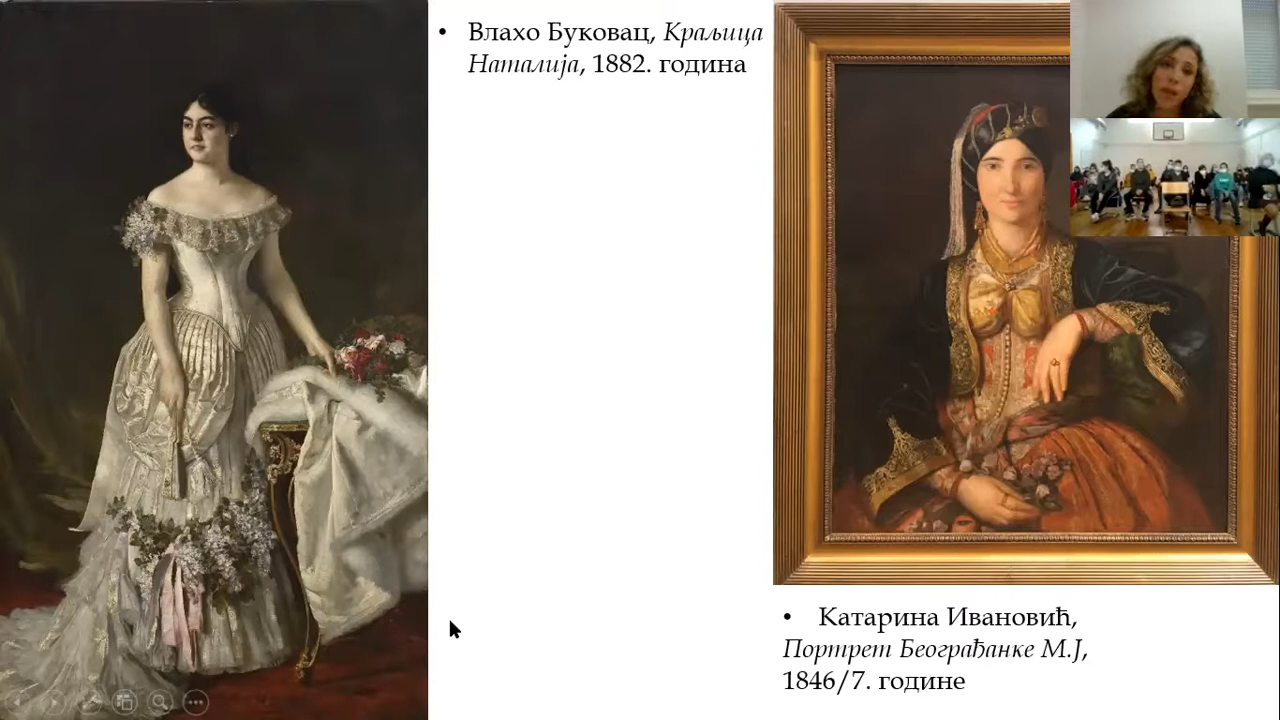 • Влахо Буковац, Краљица
Наталија, 1882. година
• Катарина Ивановић,
Портрет Београђанке М.Ј,
1846/7. године